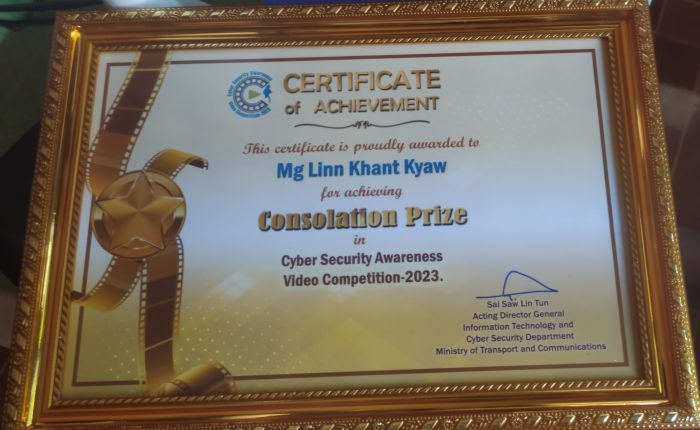 CERTIFICATE
of ACHIEVEMENT
This certificate is proudly awarded to
Mg Linn Khant Kyaw
for achieving
Consolation Prize
in
Cyber Security Awareness
Video Competition-2023.
Sai Saw Lin Tun
Acting Director General
Information Technology and
Cyber Security Department
Ministry of Transport and Communications